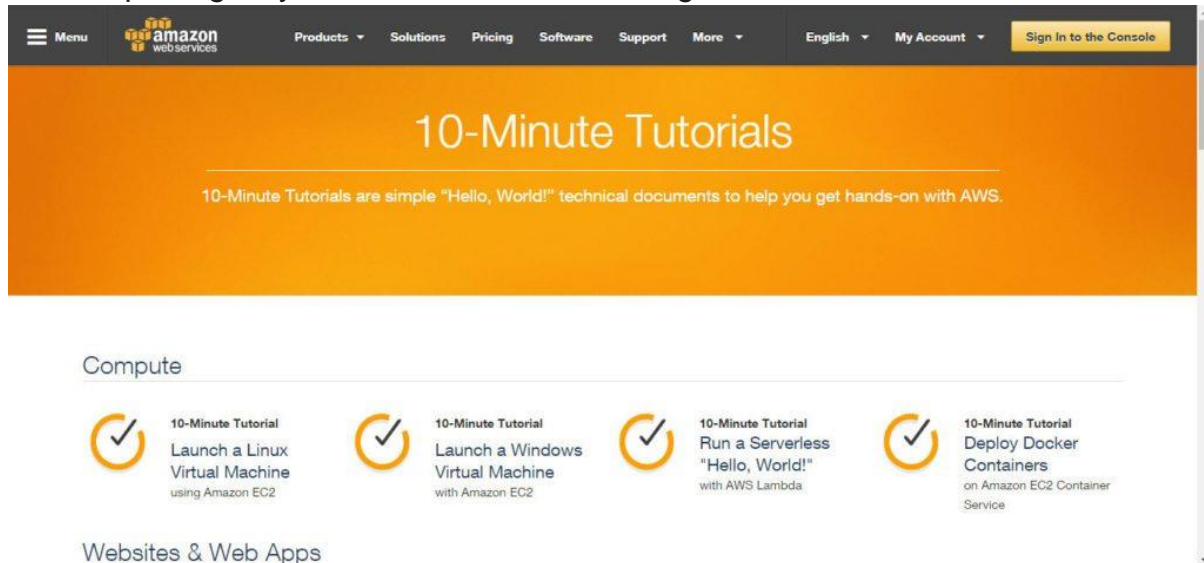 Menu
amazon
webservices
Products
Solutions
Pricing
Software
Support
More
English
My Account
Sign In to the Console
10-Minute Tutorials
10-Minute Tutorials are simple "Hello, World!" technical documents to help you get hands-on with AWS.
Compute
10-Minute Tutorial
Launch a Linux
Virtual Machine
using Amazon EC2
10-Minute Tutorial
Launch a Windows
Virtual Machine
with Amazon EC2
10-Minute Tutorial
Run a Serverless
"Hello, World!"
with AWS Lambda
10-Minute Tutorial
Deploy Docker
Containers
on Amazon EC2 Container
Service
Websites & Web Apps